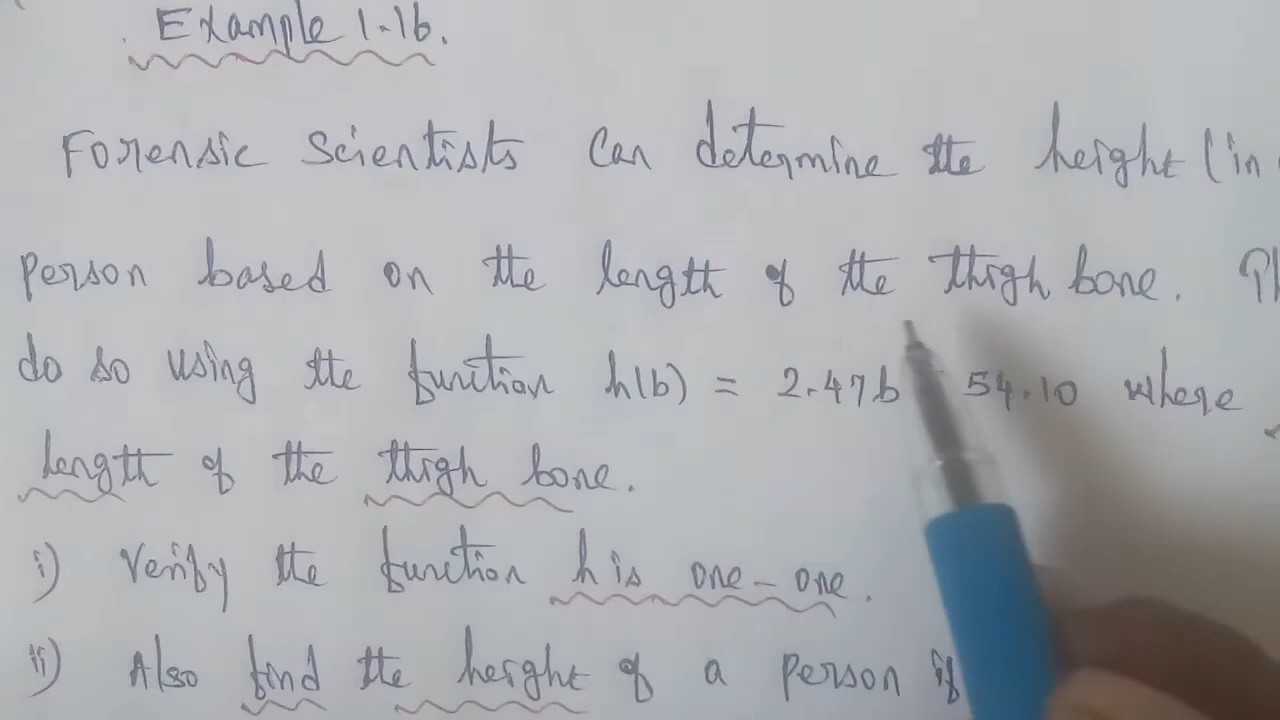 Example 1.16.
Forensic Scientists Can determine the height (in
person based on the length of the thigh bone.
do so using the function h(b) = 2.47b 54.10 where
length of the thigh bone.
i) Verify the function h is one-one.
ii) Also find the height of a person if